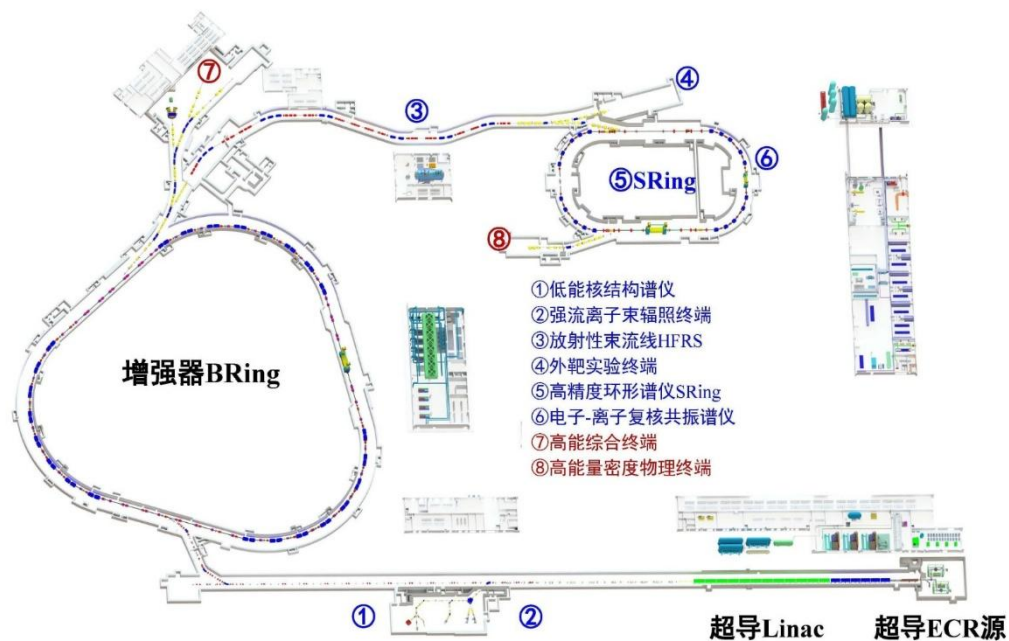 ⑦
④
③
⑥
⑤SRing
⑧
①低能核结构谱仪
②强流离子束辐照终端
③放射性束流线HFRS
④外靶实验终端
⑤高精度环形谱仪SRing
⑥电子-离子复核共振谱仪
⑦高能综合终端
⑧高能量密度物理终端
增强器BRing
①
②
超导Linac
超导ECR源